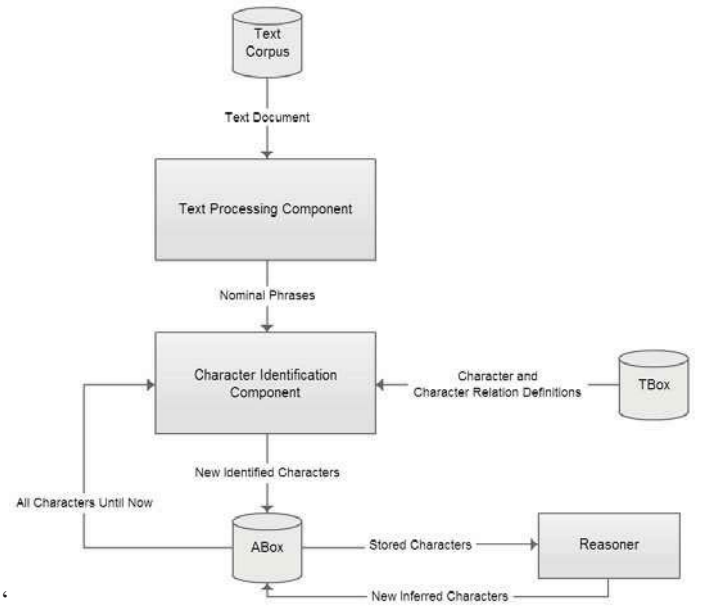 Text
Corpus
Text Document
Text Processing Component
Nominal Phrases
Character Identification
Component
Character and
Character Relation Definitions
TBox
New Identified Characters
All Characters Until Now
ABox
Stored Characters
Reasoner
New Inferred Characters
‘